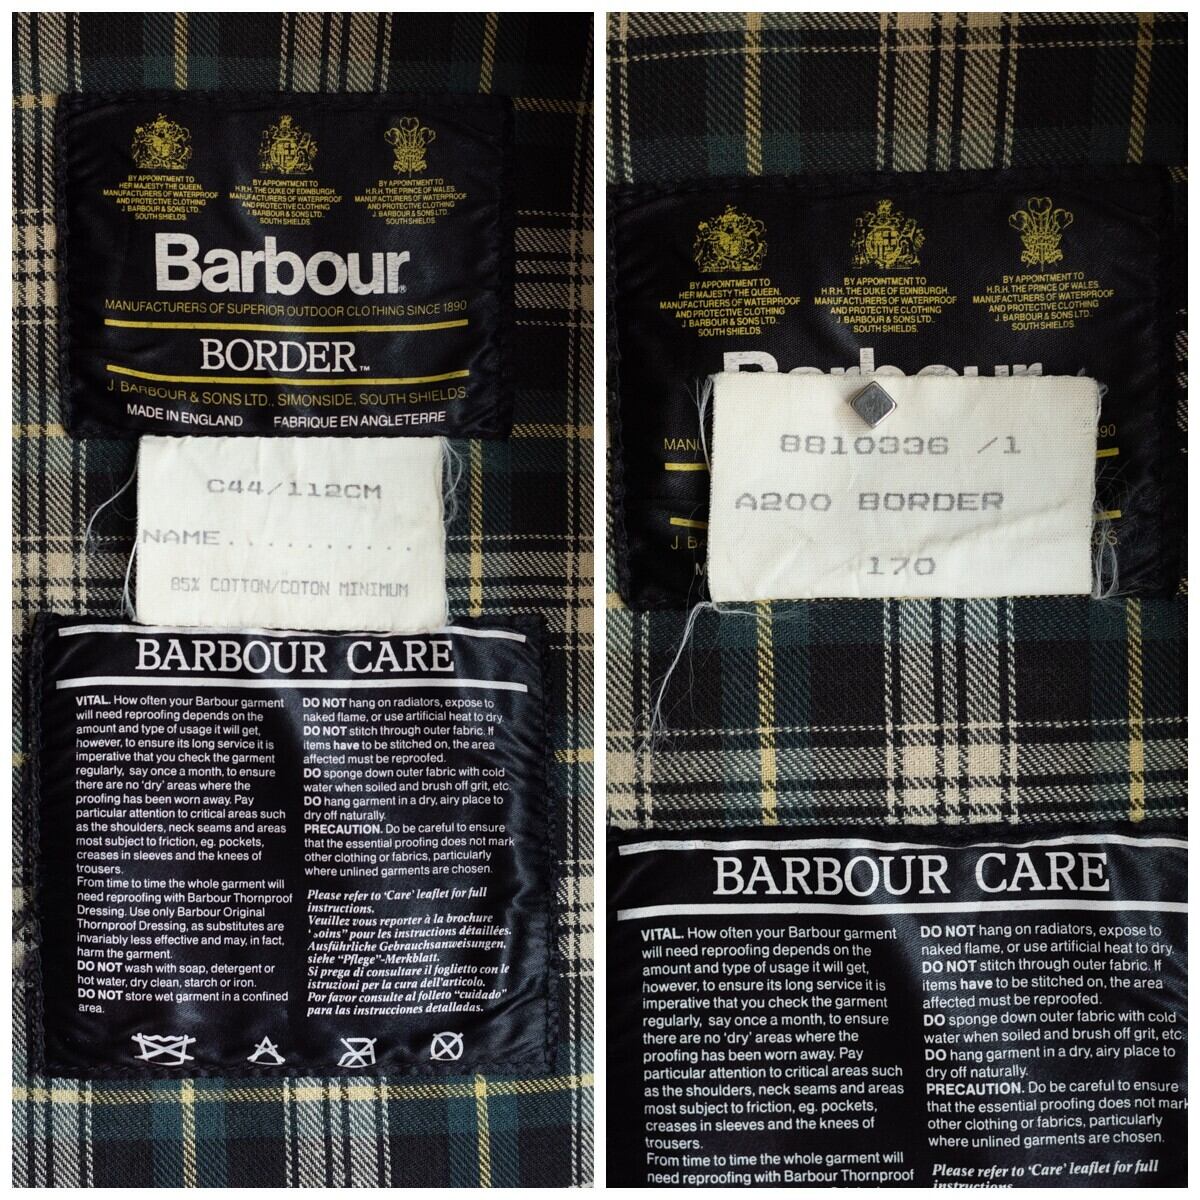 BY APPOINTMENT TO
HER MAJESTY THE QUEEN.
MANUFACTURERS OF WATERPROOF
AND PROTECTIVE CLOTHING
J. BARBOUR & SONS LTD.,
SOUTH SHIELDS.
BY APPOINTMENT TO
H.R.H. THE DUKE OF EDINBURGH.
MANUFACTURERS OF WATERPROOF
AND PROTECTIVE CLOTHING
J. BARBOUR & SONS LTD.,
SOUTH SHIELDS.
BY APPOINTMENT TO
H.R.H. THE PRINCE OF WALES.
MANUFACTURERS OF WATERPROOF
AND PROTECTIVE CLOTHING
J. BARBOUR & SONS LTD.,
SOUTH SHIELDS.
Barbour®
MANUFACTURERS OF SUPERIOR OUTDOOR CLOTHING SINCE 1890
BORDER™
J. BARBOUR & SONS LTD., SIMONSIDE, SOUTH SHIELDS.
MADE IN ENGLAND FABRIQUE EN ANGLETERRE
C44/112CM
NAME..........
85% COTTON/COTON MINIMUM
BARBOUR CARE
VITAL. How often your Barbour garment
will need reproofing depends on the
amount and type of usage it will get,
however, to ensure its long service it is
imperative that you check the garment
regularly, say once a month, to ensure
there are no 'dry' areas where the
proofing has been worn away. Pay
particular attention to critical areas such
as the shoulders, neck seams and areas
most subject to friction, eg. pockets,
creases in sleeves and the knees of
trousers.
From time to time the whole garment will
need reproofing with Barbour Thornproof
Dressing. Use only Barbour Original
Thornproof Dressing, as substitutes are
invariably less effective and may, in fact,
harm the garment.
DO NOT wash with soap, detergent or
hot water, dry clean, starch or iron.
DO NOT store wet garment in a confined
area.
DO NOT hang on radiators, expose to
naked flame, or use artificial heat to dry.
DO NOT stitch through outer fabric. If
items have to be stitched on, the area
affected must be reproofed.
DO sponge down outer fabric with cold
water when soiled and brush off grit, etc.
DO hang garment in a dry, airy place to
dry off naturally.
PRECAUTION. Do be careful to ensure
that the essential proofing does not mark
other clothing or fabrics, particularly
where unlined garments are chosen.
Please refer to 'Care' leaflet for full
instructions.
Veuillez vous reporter à la brochure
'soins" pour les instructions détaillées.
Ausführliche Gebrauchsanweisungen,
siehe "Pflege"-Merkblatt.
Si prega di consultare il foglietto con le
istruzioni per la cura dell'articolo.
Por favor consulte al folleto "cuidado"
para las instrucciones detalladas.
BY APPOINTMENT TO
HER MAJESTY THE QUEEN.
MANUFACTURERS OF WATERPROOF
AND PROTECTIVE CLOTHING
J. BARBOUR & SONS LTD.,
SOUTH SHIELDS.
BY APPOINTMENT TO
H.R.H. THE DUKE OF EDINBURGH.
MANUFACTURERS OF WATERPROOF
AND PROTECTIVE CLOTHING
J. BARBOUR & SONS LTD.,
SOUTH SHIELDS.
BY APPOINTMENT TO
H.R.H. THE PRINCE OF WALES.
MANUFACTURERS OF WATERPROOF
AND PROTECTIVE CLOTHING
J. BARBOUR & SONS LTD.,
SOUTH SHIELDS.
Barbour
8810336 /1
A200 BORDER
170
BARBOUR CARE
VITAL. How often your Barbour garment
will need reproofing depends on the
amount and type of usage it will get,
however, to ensure its long service it is
imperative that you check the garment
regularly, say once a month, to ensure
there are no 'dry' areas where the
proofing has been worn away. Pay
particular attention to critical areas such
as the shoulders, neck seams and areas
most subject to friction, eg. pockets,
creases in sleeves and the knees of
trousers.
From time to time the whole garment will
need reproofing with Barbour Thornproof
DO NOT hang on radiators, expose to
naked flame, or use artificial heat to dry.
DO NOT stitch through outer fabric. If
items have to be stitched on, the area
affected must be reproofed.
DO sponge down outer fabric with cold
water when soiled and brush off grit, etc.
DO hang garment in a dry, airy place to
dry off naturally.
PRECAUTION. Do be careful to ensure
that the essential proofing does not mark
other clothing or fabrics, particularly
where unlined garments are chosen.
Please refer to 'Care' leaflet for full
instructions.